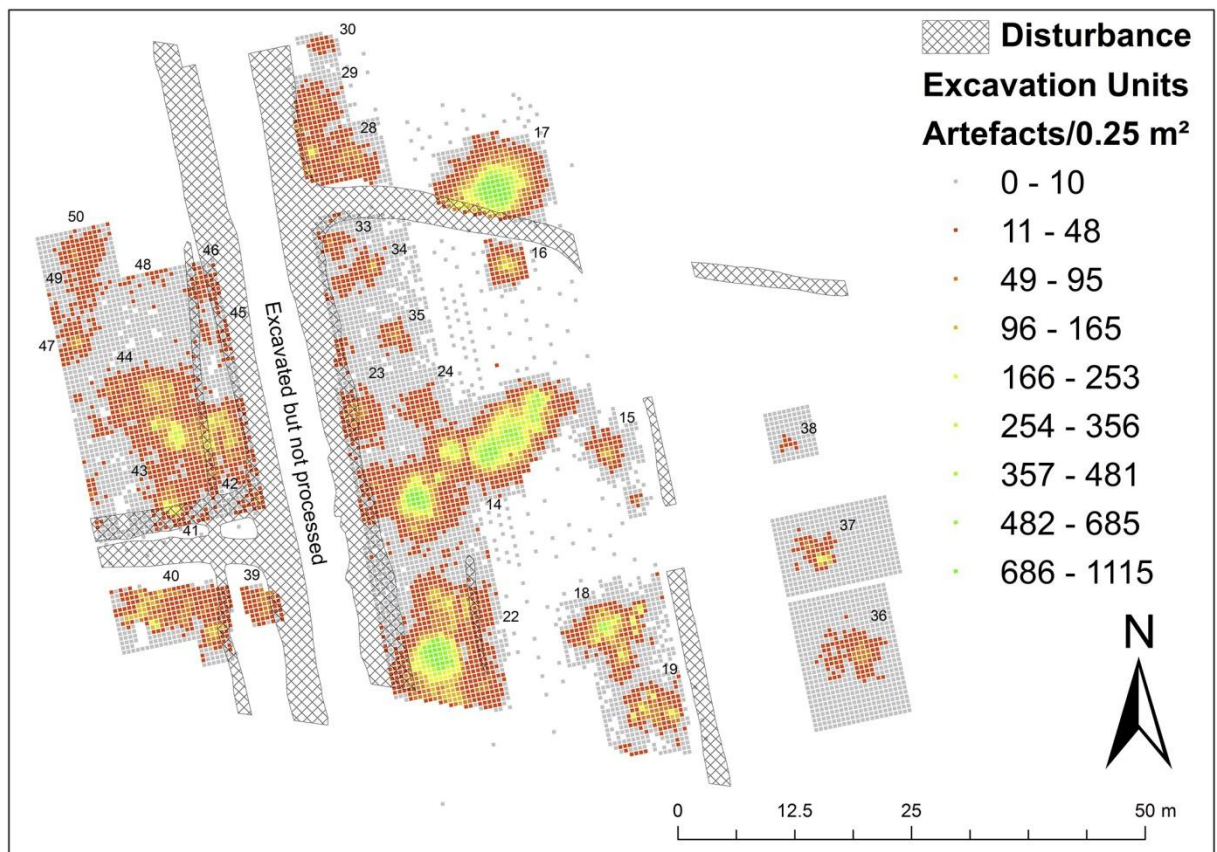 Disturbance
Excavation Units
Artefacts/0.25 m²
0 - 10
11 - 48
49 - 95
96 - 165
166 - 253
254 - 356
357 - 481
482 - 685
686 - 1115
30
29
28
17
50
33
46
48
34
16
49
35
45
47
44
23
24
Excavated but not processed
15
38
43
42
14
41
37
40
39
18
22
36
19
N
0
12.5
25
50 m